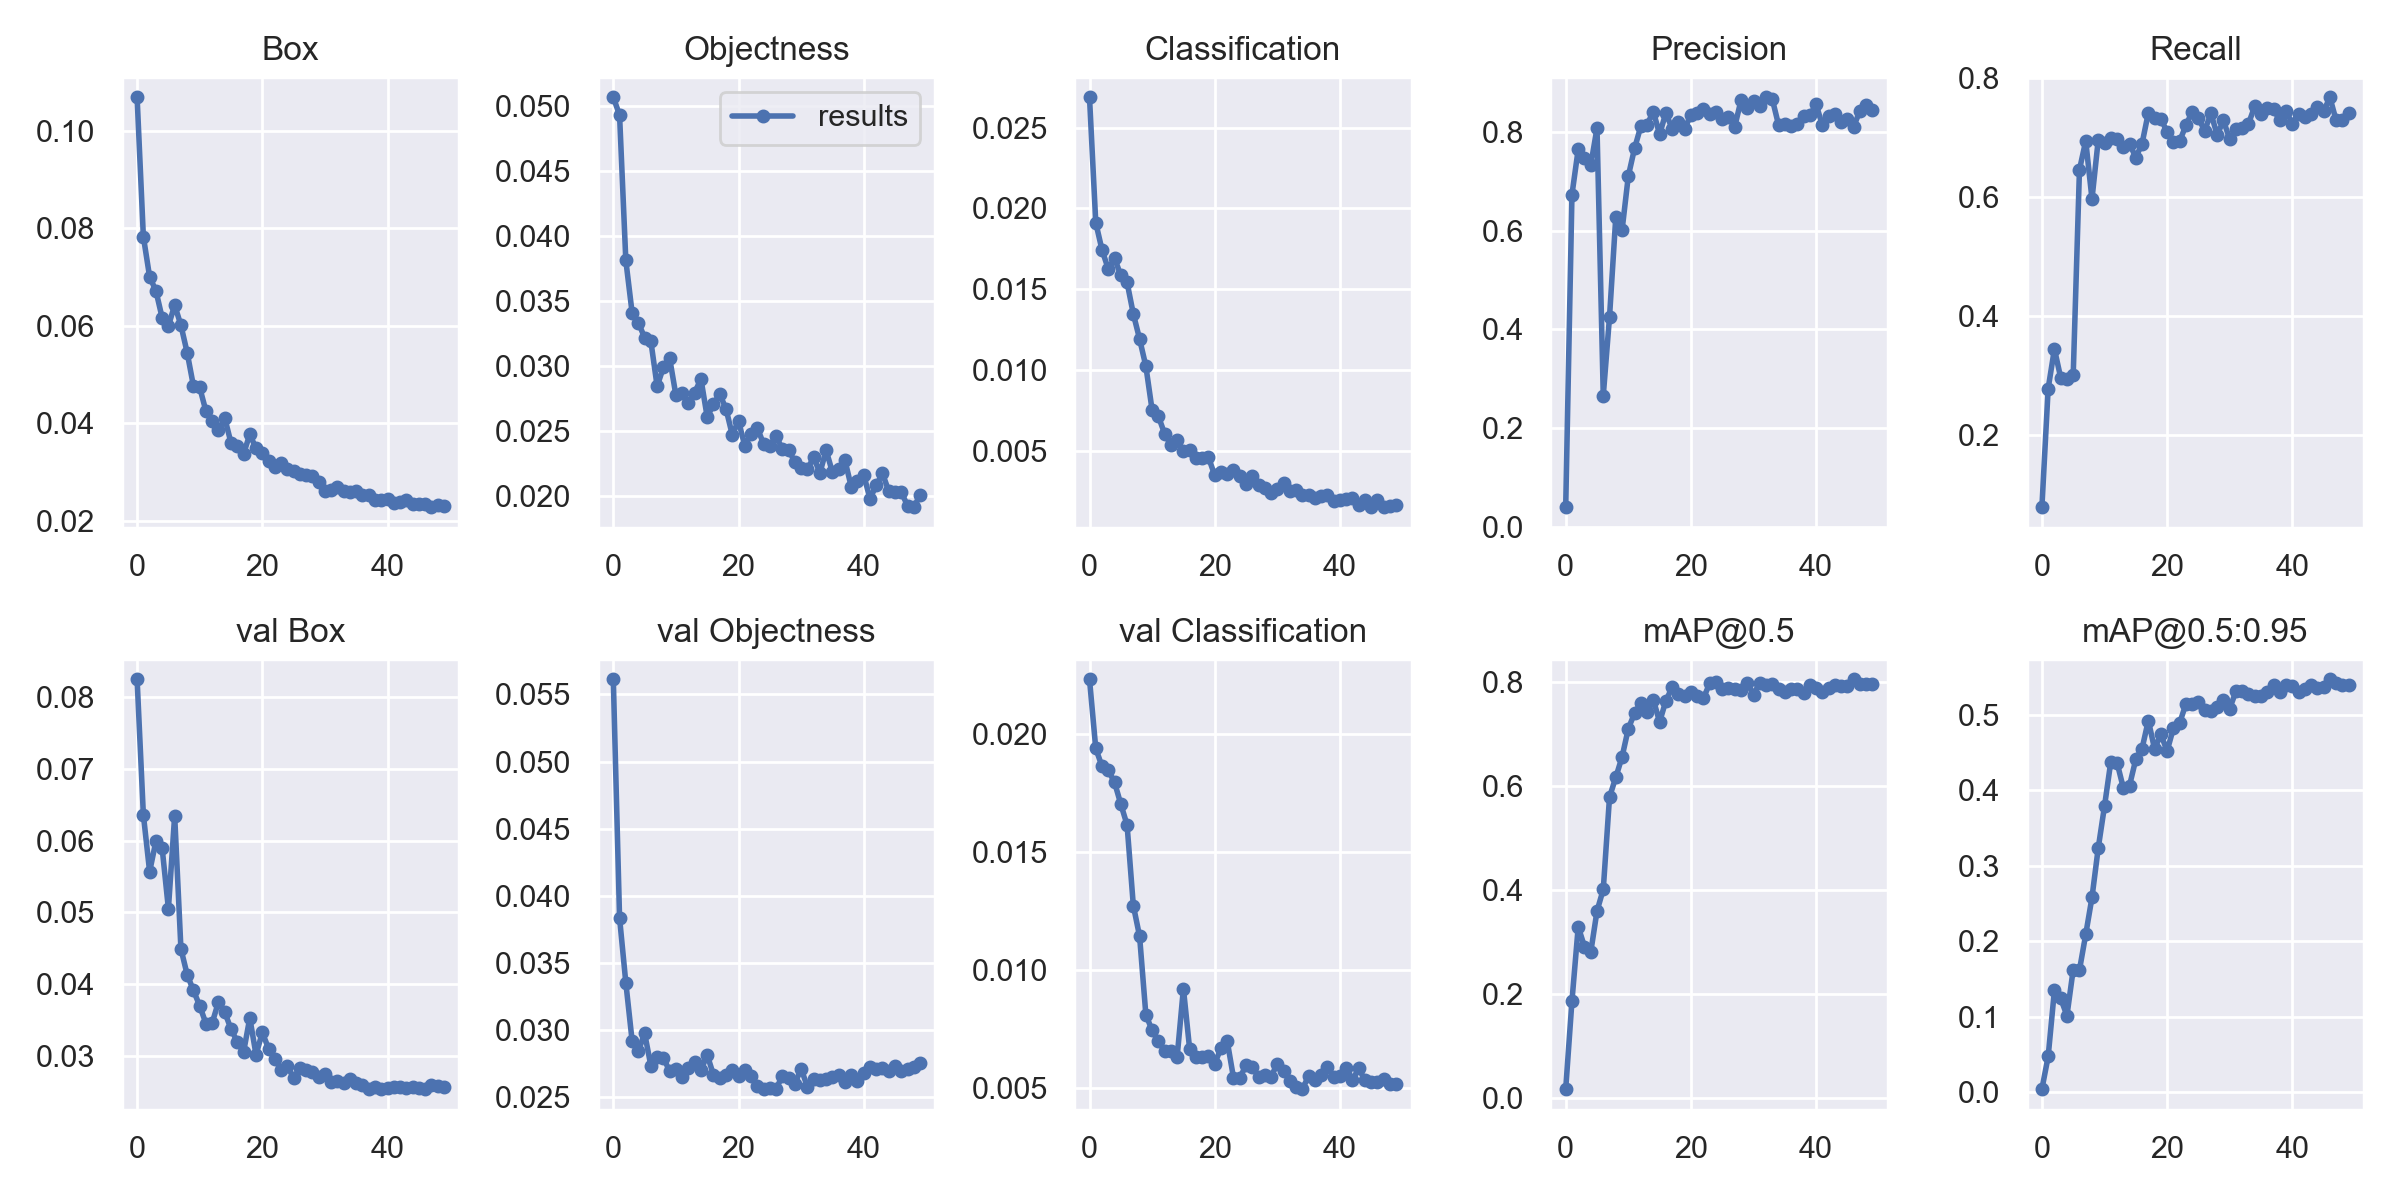 Box
Objectness
Classification
Precision
Recall
0.10
0.08
0.06
0.04
0.02
0 20 40
results
0.050
0.045
0.040
0.035
0.030
0.025
0.020
0 20 40
0.025
0.020
0.015
0.010
0.005
0 20 40
0.8
0.6
0.4
0.2
0.0
0 20 40
0.8
0.6
0.4
0.2
0 20 40
val Box
val Objectness
val Classification
mAP@0.5
mAP@0.5:0.95
0.08
0.07
0.06
0.05
0.04
0.03
0 20 40
0.055
0.050
0.045
0.040
0.035
0.030
0.025
0 20 40
0.020
0.015
0.010
0.005
0 20 40
0.8
0.6
0.4
0.2
0.0
0 20 40
0.5
0.4
0.3
0.2
0.1
0.0
0 20 40